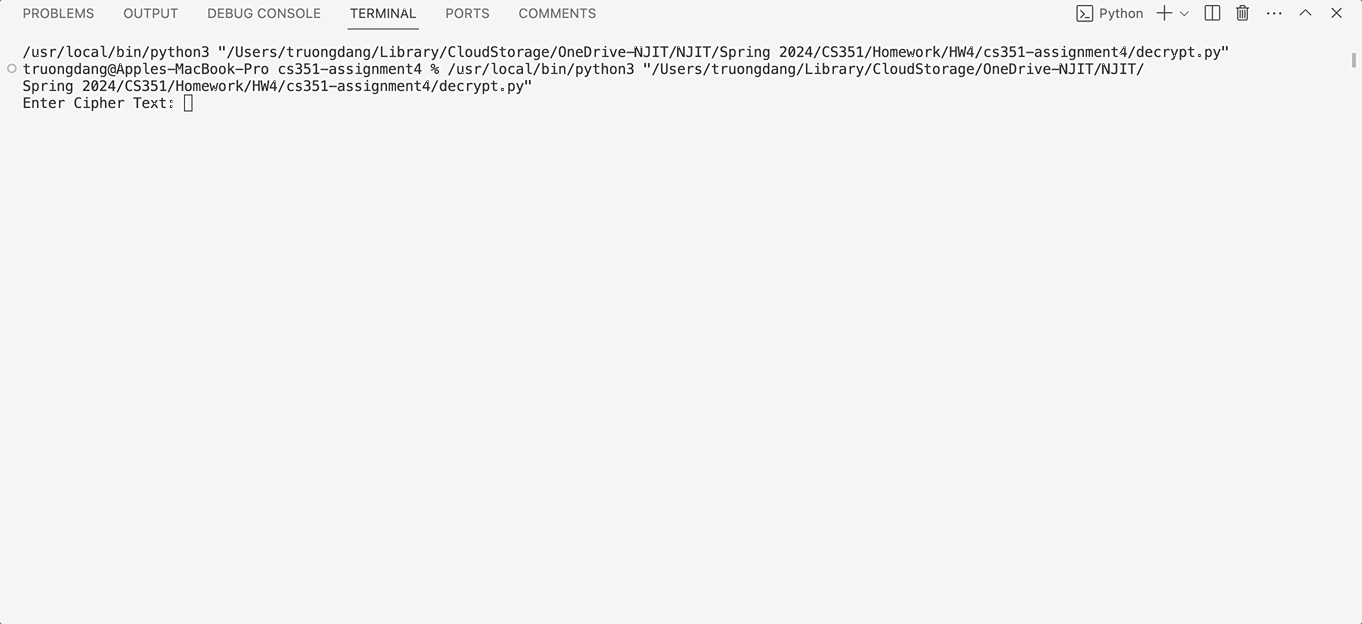 PROBLEMS OUTPUT DEBUG CONSOLE TERMINAL PORTS COMMENTS Python
/usr/local/bin/python3 "/Users/truongdang/Library/CloudStorage/OneDrive-NJIT/NJIT/Spring 2024/CS351/Homework/HW4/cs351-assignment4/decrypt.py"
truongdang@Apples-MacBook-Pro cs351-assignment4 % /usr/local/bin/python3 "/Users/truongdang/Library/CloudStorage/OneDrive-NJIT/NJIT/
Spring 2024/CS351/Homework/HW4/cs351-assignment4/decrypt.py"
Enter Cipher Text: